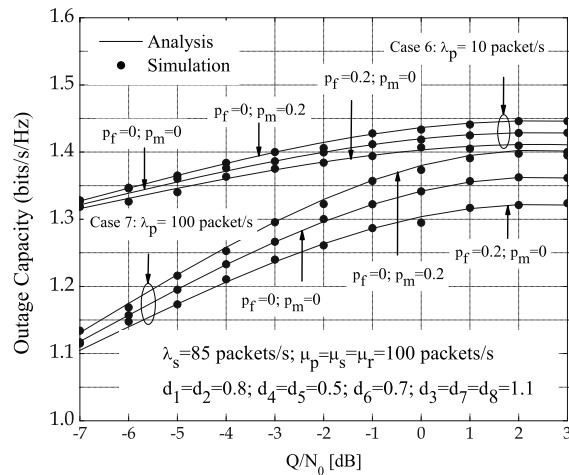 1.6
1.5
1.4
1.3
1.2
1.1
1.0
Outage Capacity (bits/s/Hz)
Analysis
Simulation
Case 6: λp= 10 packet/s
pf=0.2; pm=0
pf=0; pm=0.2
pf=0; pm=0
Case 7: λp= 100 packet/s
pf=0.2; pm=0
pf=0; pm=0.2
pf=0; pm=0
λs=85 packets/s; μp=μs=μr=100 packets/s
d1=d2=0.8; d4=d5=0.5; d6=0.7; d3=d7=d8=1.1
-7 -6 -5 -4 -3 -2 -1 0 1 2 3
Q/N0 [dB]